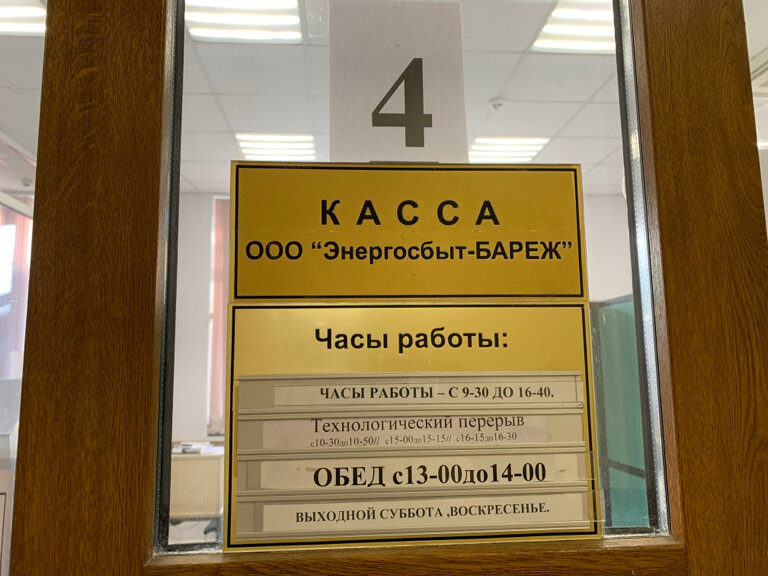 4
КАССА
ООО “Энергосбыт-БАРЕЖ”
Часы работы:
ЧАСЫ РАБОТЫ – С 9-30 ДО 16-40.
Технологический перерыв
с10-30до10-50// с15-00до15-15// с16-15до16-30
ОБЕД с13-00до14-00
ВЫХОДНОЙ СУББОТА ,ВОСКРЕСЕНЬЕ.